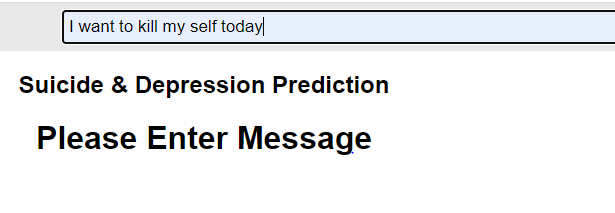 I want to kill my self today
Suicide & Depression Prediction
Please Enter Message